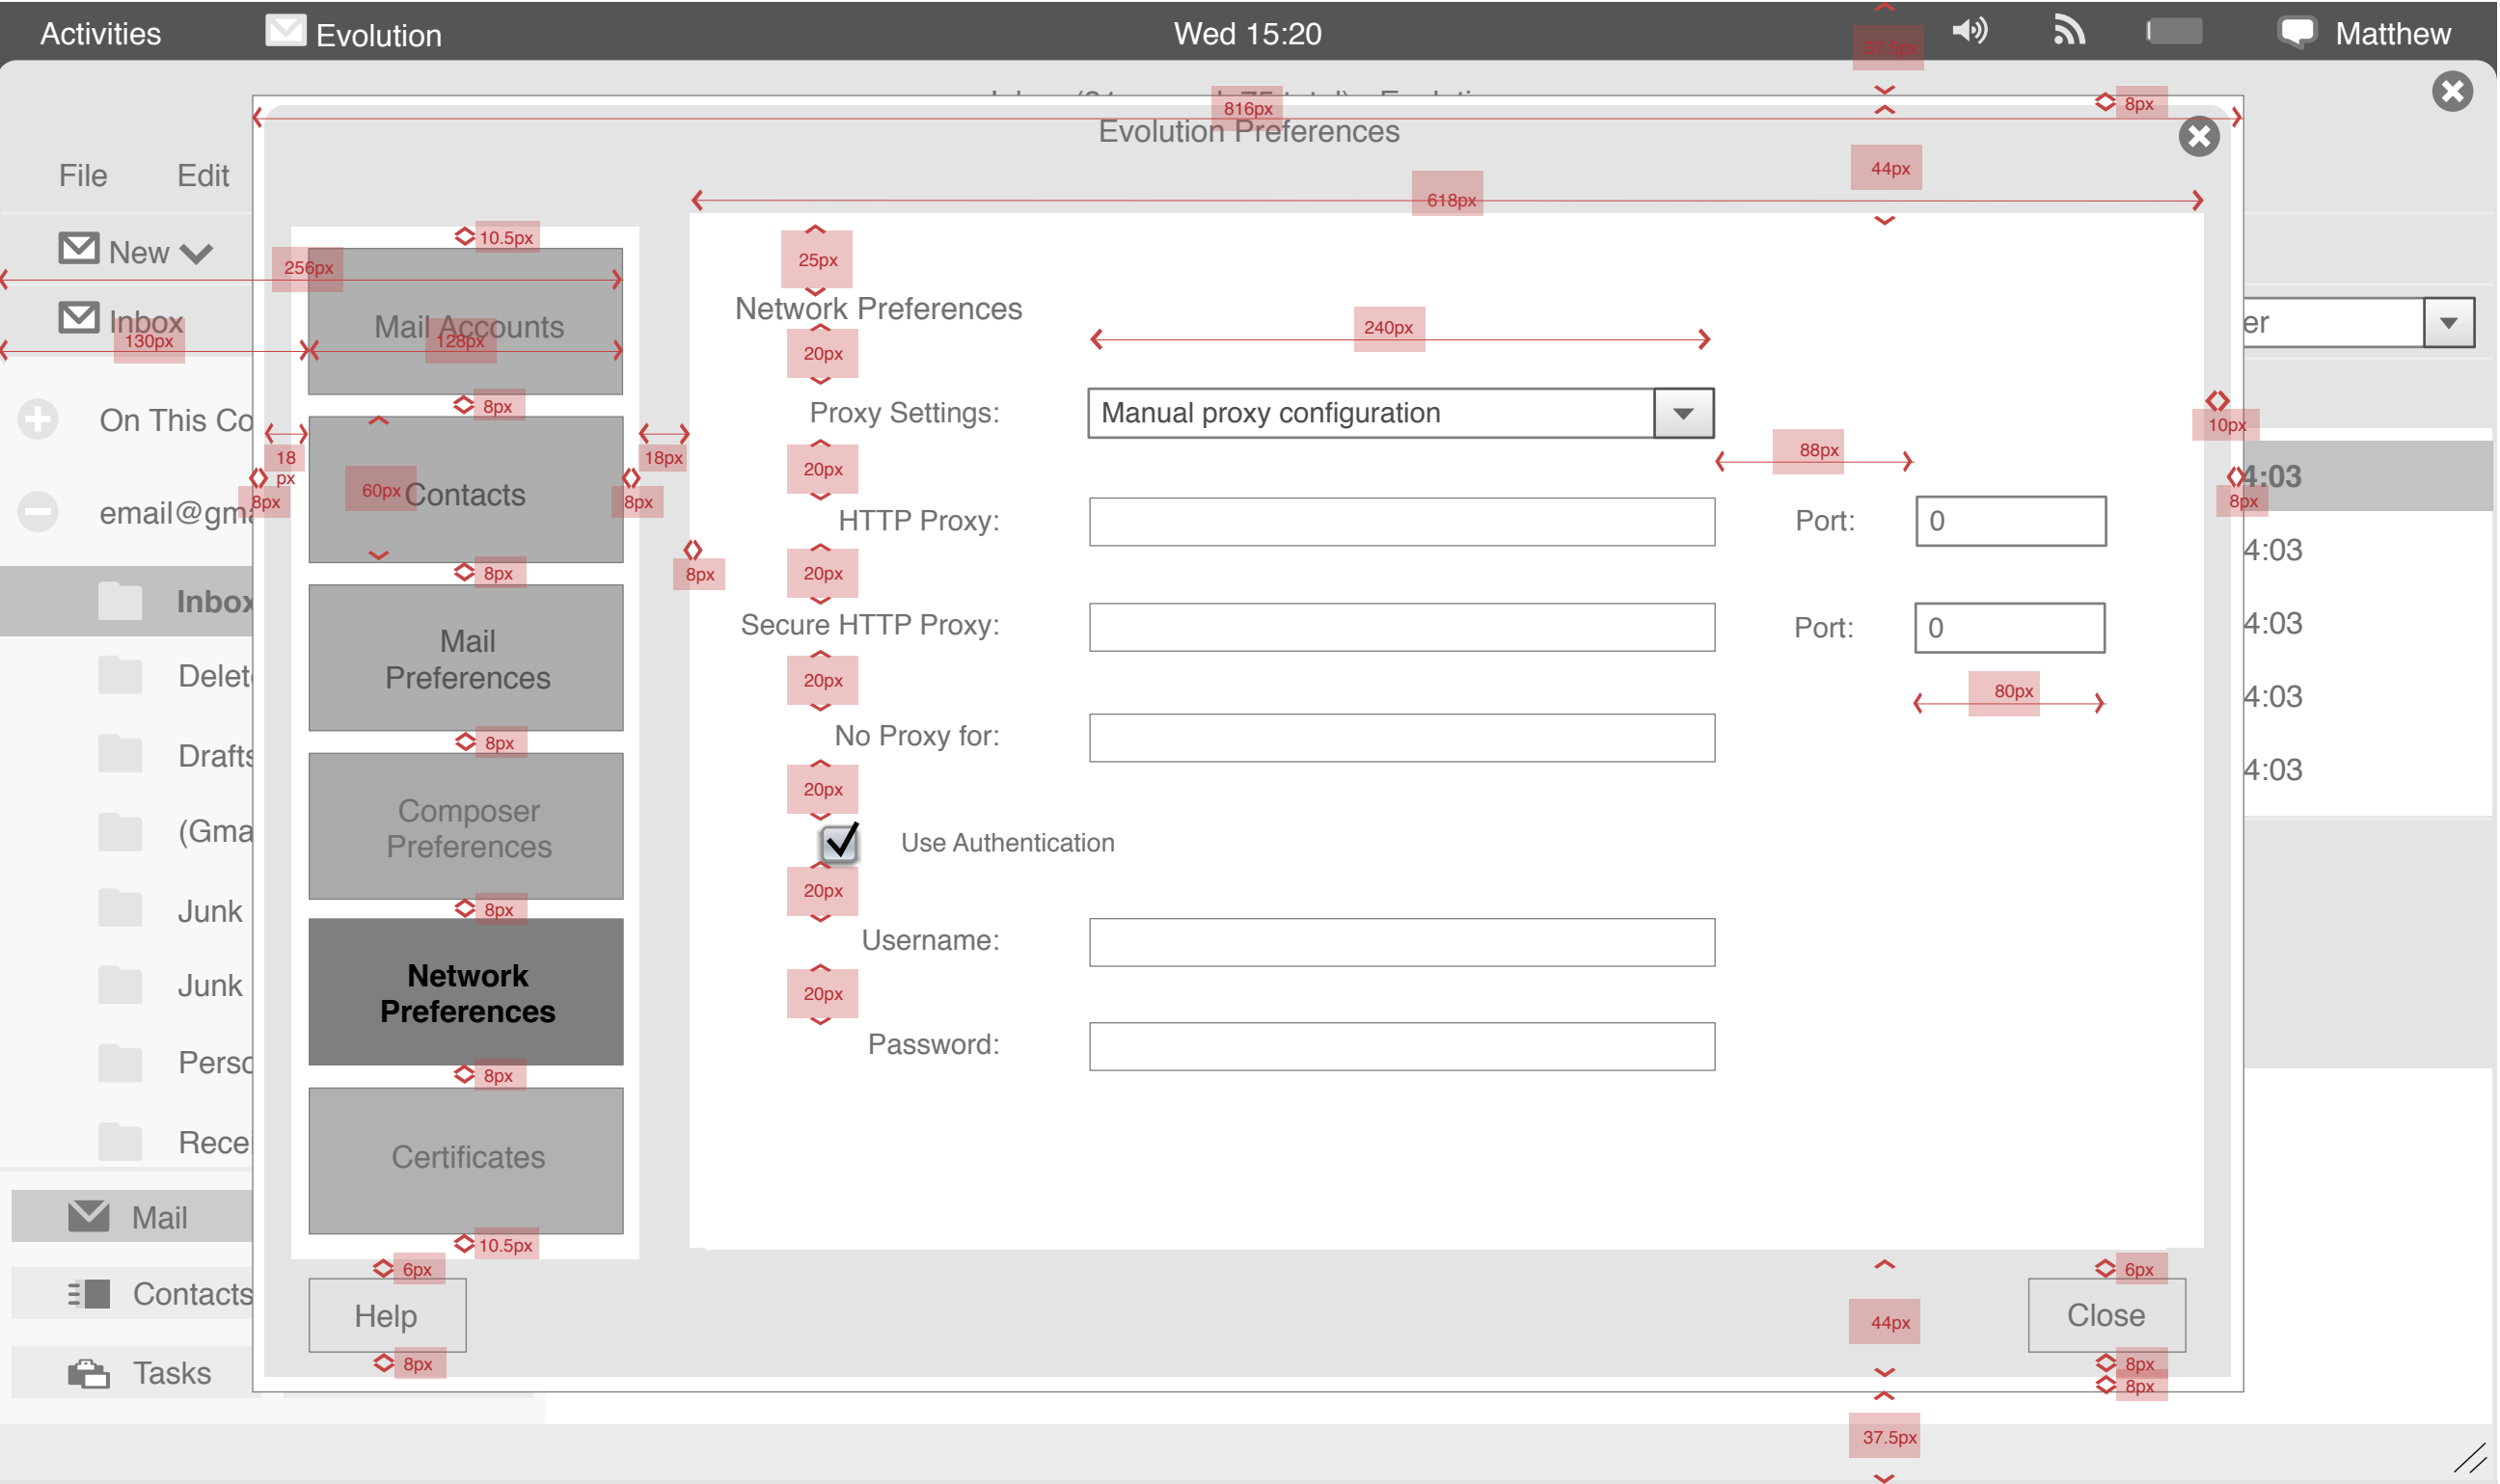 Activities
Evolution
Wed 15:20
37.5px
Matthew
816px
8px
Evolution Preferences
File
Edit
44px
618px
New
10.5px
256px
25px
Inbox
130px
Mail Accounts
128px
Network Preferences
240px
20px
er
On This Co
8px
Proxy Settings:
Manual proxy configuration
10px
18
px
18px
20px
88px
4:03
email@gma
8px
60px
Contacts
8px
HTTP Proxy:
Port:
0
8px
4:03
8px
8px
20px
Inbox
Mail
Preferences
Secure HTTP Proxy:
Port:
0
4:03
Delet
20px
80px
4:03
Drafts
8px
No Proxy for:
4:03
20px
(Gma
Composer
Preferences
Use Authentication
Junk
8px
20px
Username:
Junk
Network
Preferences
20px
Perso
8px
Password:
Recei
Certificates
Mail
10.5px
6px
6px
Contacts
Help
44px
Close
Tasks
8px
8px
8px
37.5px